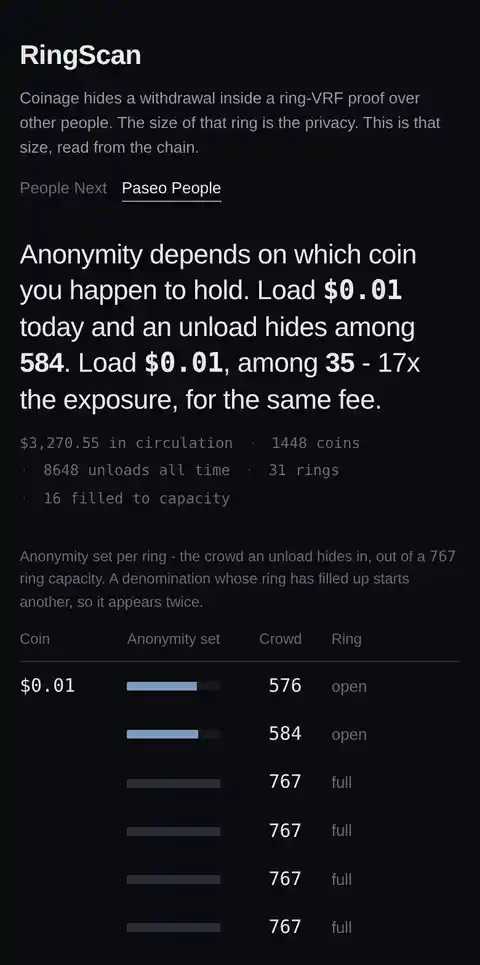 RingScan
Coinage hides a withdrawal inside a ring-VRF proof over
other people. The size of that ring is the privacy. This is that
size, read from the chain.
People Next Paseo People
Anonymity depends on which coin
you happen to hold. Load $0.01
today and an unload hides among
584. Load $0.01, among 35 - 17x
the exposure, for the same fee.
$3,270.55 in circulation · 1448 coins
· 8648 unloads all time · 31 rings
· 16 filled to capacity
Anonymity set per ring - the crowd an unload hides in, out of a 767
ring capacity. A denomination whose ring has filled up starts
another, so it appears twice.
Coin Anonymity set Crowd Ring
$0.01 576 open
584 open
767 full
767 full
767 full
767 full